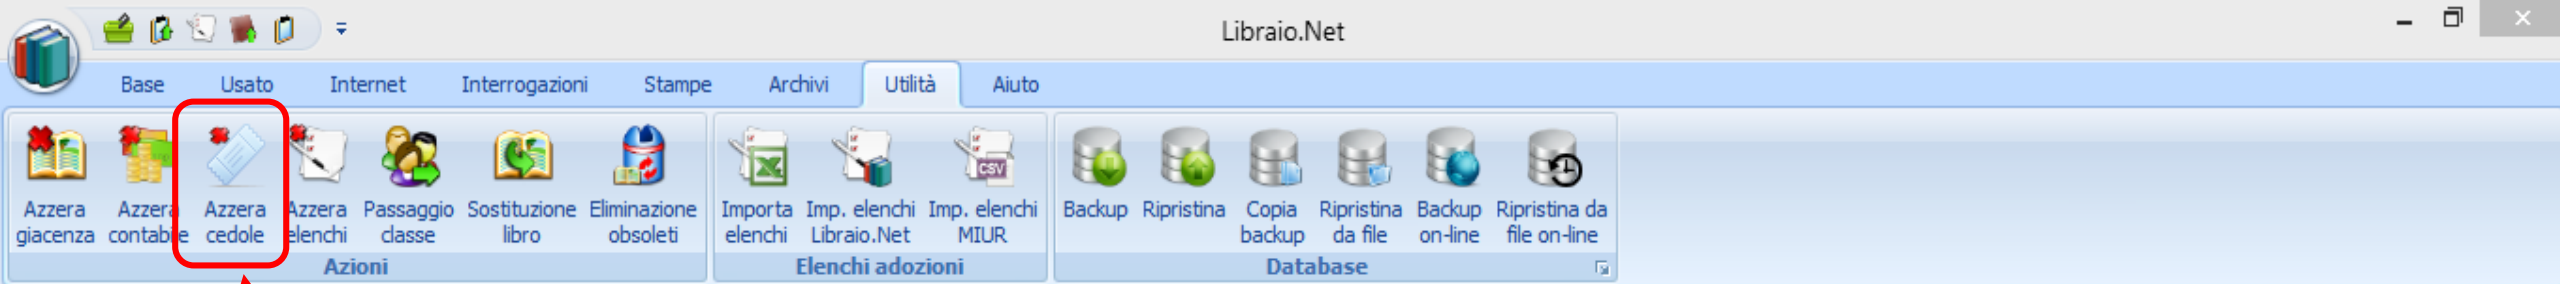 Libraio.Net
Base Usato Internet Interrogazioni Stampe Archivi Utilità Aiuto
Azzera giacenza
Azzera contabile
Azzera cedole
Azzera elenchi
Passaggio classe
Sostituzione libro
Eliminazione obsoleti
Importa elenchi
Imp. elenchi Libraio.Net
CSV
Imp. elenchi MIUR
Backup
Ripristina
Copia backup
Ripristina da file
Backup on-line
Ripristina da file on-line
Azioni
Elenchi adozioni
Database